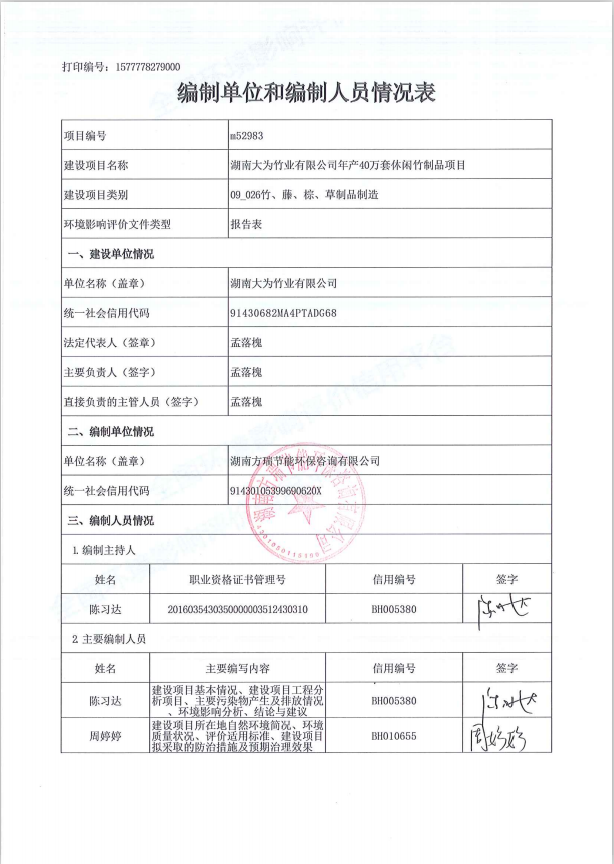 打印编号：1577778279000
编制单位和编制人员情况表
项目编号 m52983
建设项目名称 湖南大为竹业有限公司年产40万套休闲竹制品项目
建设项目类别 09_026竹、藤、棕、草制品制造
环境影响评价文件类型 报告表
一、建设单位情况
单位名称（盖章） 湖南大为竹业有限公司
统一社会信用代码 91430682MA4PTADG68
法定代表人（签章） 孟落槐
主要负责人（签字） 孟落槐
直接负责的主管人员（签字） 孟落槐
二、编制单位情况
单位名称（盖章） 湖南方瑞节能环保咨询有限公司
统一社会信用代码 91430105399690620X
三、编制人员情况
1.编制主持人
姓名 职业资格证书管理号 信用编号 签字
陈习达 2016035430350000003512430310 BH005380 陈习达
2.主要编制人员
姓名 主要编写内容 信用编号 签字
陈习达 建设项目基本情况、建设项目工程分
析项目、主要污染物产生及排放情况
、环境影响分析、结论与建议 BH005380 陈习达
周婷婷 建设项目所在地自然环境简况、环境
质量状况、评价适用标准、建设项目
拟采取的防治措施及预期治理效果 BH010655 周婷婷
湖南方瑞节能环保咨询有限公司